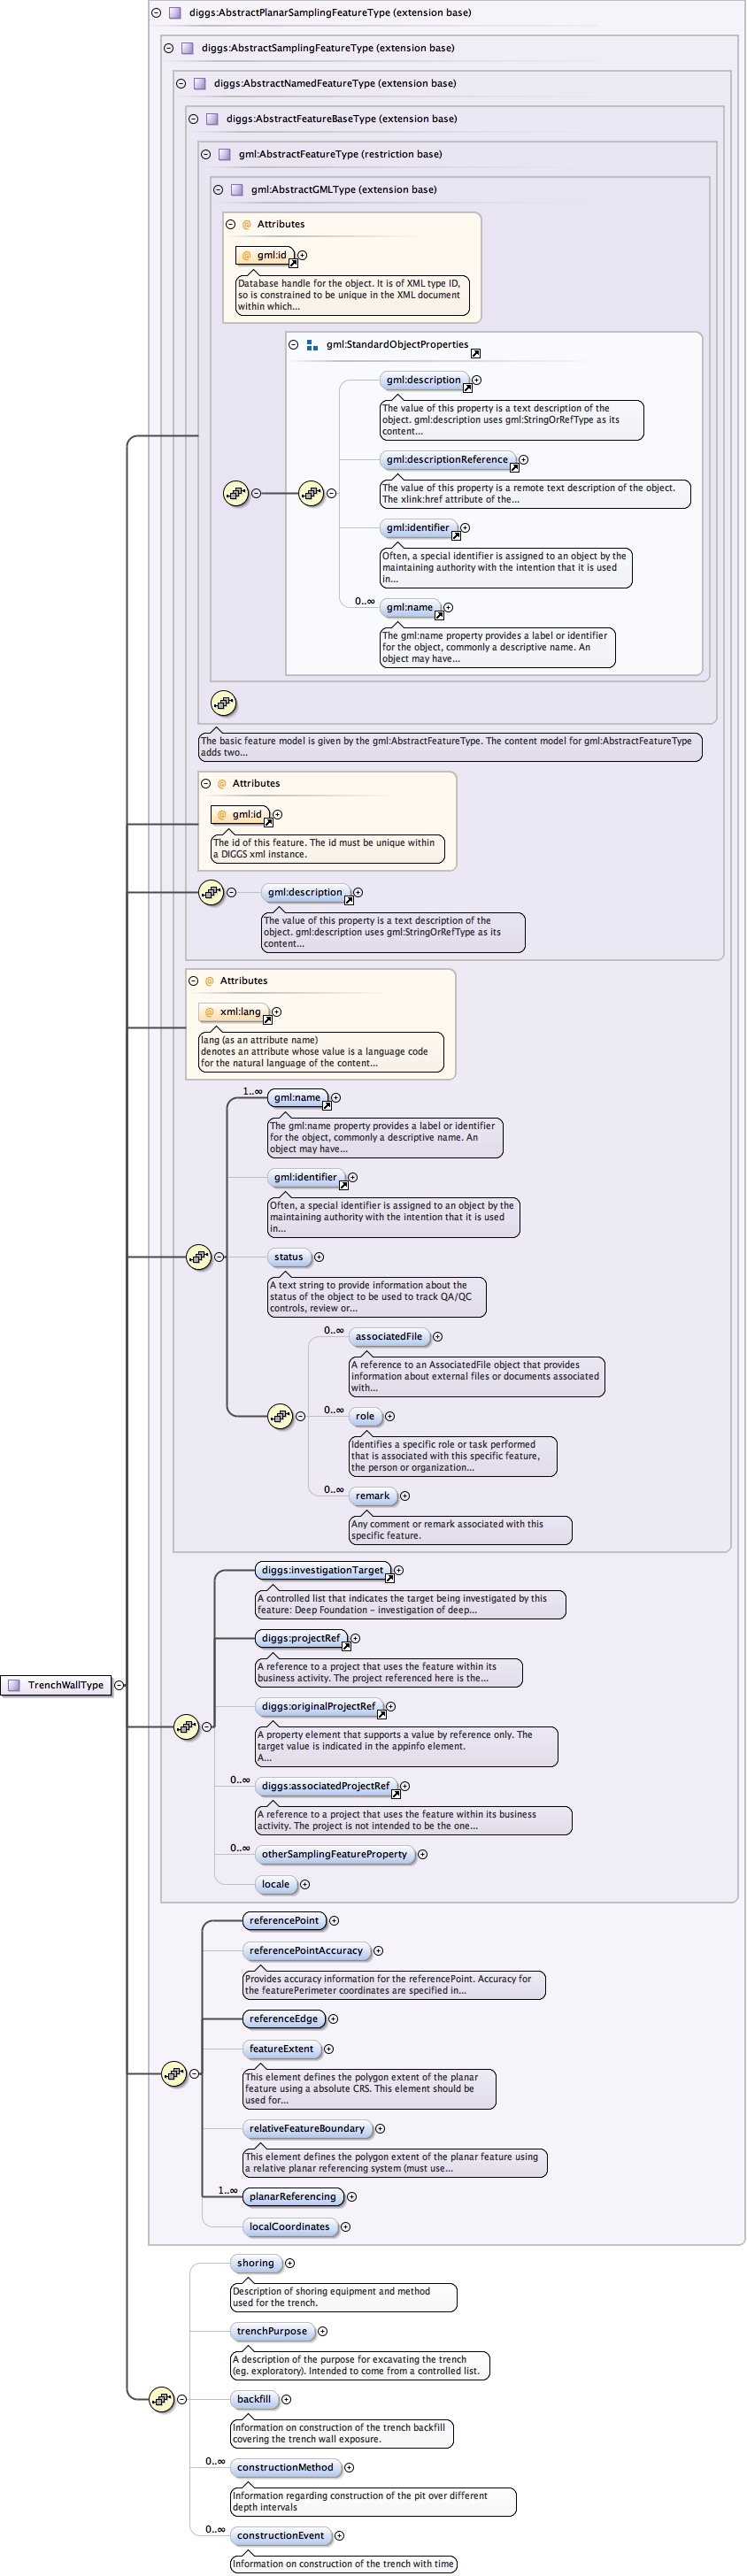 diggs:AbstractPlanarSamplingFeatureType (extension base)
diggs:AbstractSamplingFeatureType (extension base)
diggs:AbstractNamedFeatureType (extension base)
diggs:AbstractFeatureBaseType (extension base)
gml:AbstractFeatureType (restriction base)
gml:AbstractGMLType (extension base)
@ Attributes
@ gml:id
Database handle for the object. It is of XML type ID,
so is constrained to be unique in the XML document
within which...
gml:StandardObjectProperties
gml:description
The value of this property is a text description of the
object. gml:description uses gml:StringOrRefType as its
content...
gml:descriptionReference
The value of this property is a remote text description of the object.
The xlink:href attribute of the...
gml:identifier
Often, a special identifier is assigned to an object by the
maintaining authority with the intention that it is used
in...
0..∞
gml:name
The gml:name property provides a label or identifier
for the object, commonly a descriptive name. An
object may have...
The basic feature model is given by the gml:AbstractFeatureType. The content model for gml:AbstractFeatureType
adds two...
@ Attributes
@ gml:id
The id of this feature. The id must be unique within
a DIGGS xml instance.
gml:description
The value of this property is a text description of the
object. gml:description uses gml:StringOrRefType as its
content...
@ Attributes
@ xml:lang
lang (as an attribute name)
denotes an attribute whose value is a language code
for the natural language of the content...
1..∞
gml:name
The gml:name property provides a label or identifier
for the object, commonly a descriptive name. An
object may have...
gml:identifier
Often, a special identifier is assigned to an object by the
maintaining authority with the intention that it is used
in...
status
A text string to provide information about the
status of the object to be used to track QA/QC
controls, review or...
0..∞
associatedFile
A reference to an AssociatedFile object that provides
information about external files or documents associated
with...
0..∞
role
Identifies a specific role or task performed
that is associated with this specific feature,
the person or organization...
0..∞
remark
Any comment or remark associated with this
specific feature.
diggs:investigationTarget
A controlled list that indicates the target being investigated by this
feature: Deep Foundation – investigation of deep...
diggs:projectRef
A reference to a project that uses the feature within its
business activity. The project referenced here is the...
TrenchWallType
diggs:originalProjectRef
A property element that supports a value by reference only. The
target value is indicated in the appinfo element.
A...
0..∞
diggs:associatedProjectRef
A reference to a project that uses the feature within its business
activity. The project is not intended to be the one...
0..∞
otherSamplingFeatureProperty
locale
referencePoint
referencePointAccuracy
Provides accuracy information for the referencePoint. Accuracy for
the featurePerimeter coordinates are specified in...
referenceEdge
featureExtent
This element defines the polygon extent of the planar
feature using a absolute CRS. This element should be
used for...
relativeFeatureBoundary
This element defines the polygon extent of the planar feature using
a relative planar referencing system (must use...
1..∞
planarReferencing
localCoordinates
shoring
Description of shoring equipment and method
used for the trench.
trenchPurpose
A description of the purpose for excavating the trench
(eg. exploratory). Intended to come from a controlled list.
backfill
Information on construction of the trench backfill
covering the trench wall exposure.
0..∞
constructionMethod
Information regarding construction of the pit over different
depth intervals
0..∞
constructionEvent
Information on construction of the trench with time